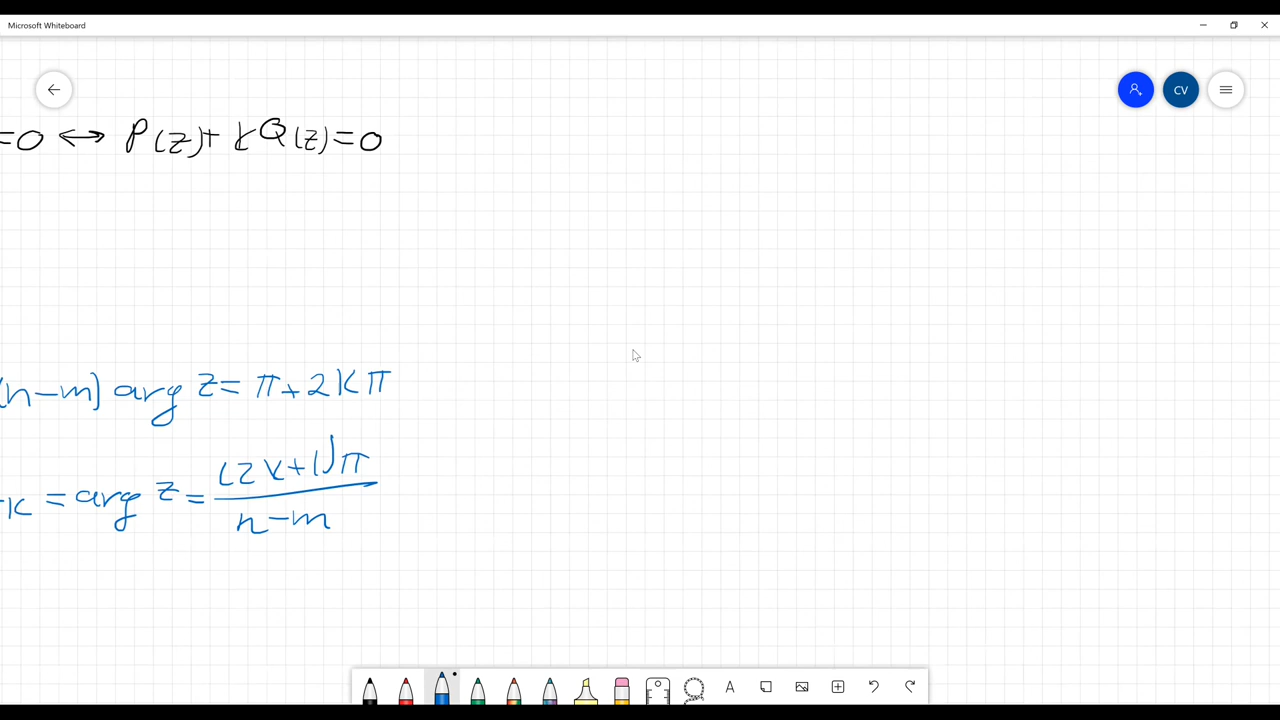 Microsoft Whiteboard
CV
=0 ↔ P(z)+ KQ(z)=0
(n-m) arg z= π+2Kπ
-K = arg z= (2K+1)π
n-m
A